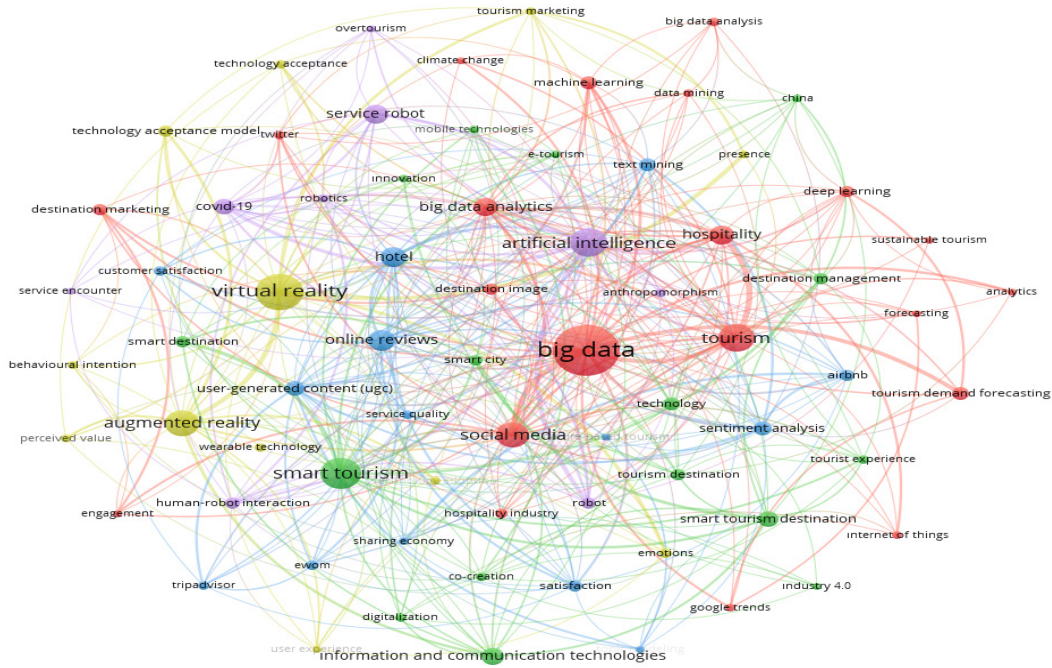 tourism marketing
big data analysis
overtourism
climate change
technology acceptance
machine learning
data mining
china
service robot
mobile technologies
technology acceptance model
twitter
e-tourism
text mining
presence
innovation
deep learning
robotics
destination marketing
covid-19
big data analytics
hospitality
artificial intelligence
sustainable tourism
hotel
customer satisfaction
destination management
service encounter
virtual reality
destination image
anthropomorphism
analytics
forecasting
smart destination
online reviews
tourism
big data
behavioural intention
smart city
airbnb
user-generated content (ugc)
tourism demand forecasting
technology
service quality
augmented reality
sentiment analysis
social media
perceived value
wearable technology
tourist experience
smart tourism
tourism destination
human-robot interaction
robot
engagement
hospitality industry
smart tourism destination
internet of things
sharing economy
emotions
ewom
co-creation
tripadvisor
satisfaction
industry 4.0
google trends
digitalization
user experience
information and communication technologies